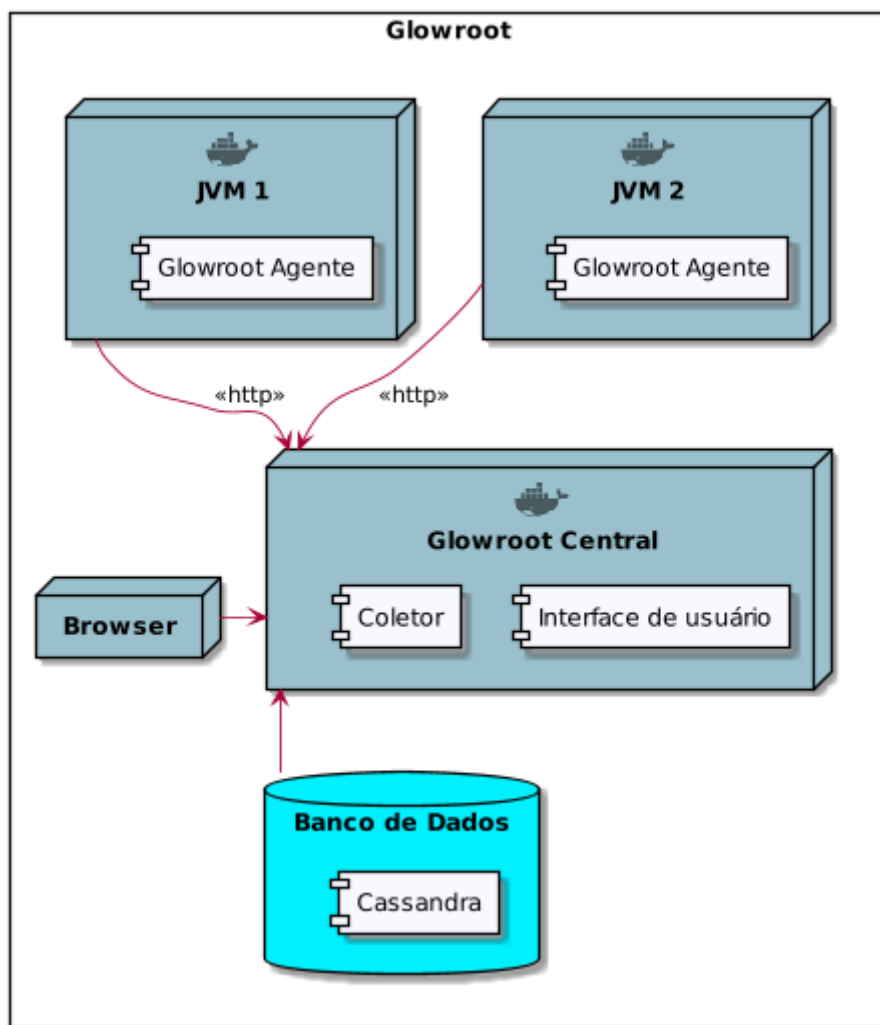 Glowroot
JVM 1
Glowroot Agente
JVM 2
Glowroot Agente
«http»
«http»
Glowroot Central
Coletor
Interface de usuário
Browser
Banco de Dados
Cassandra